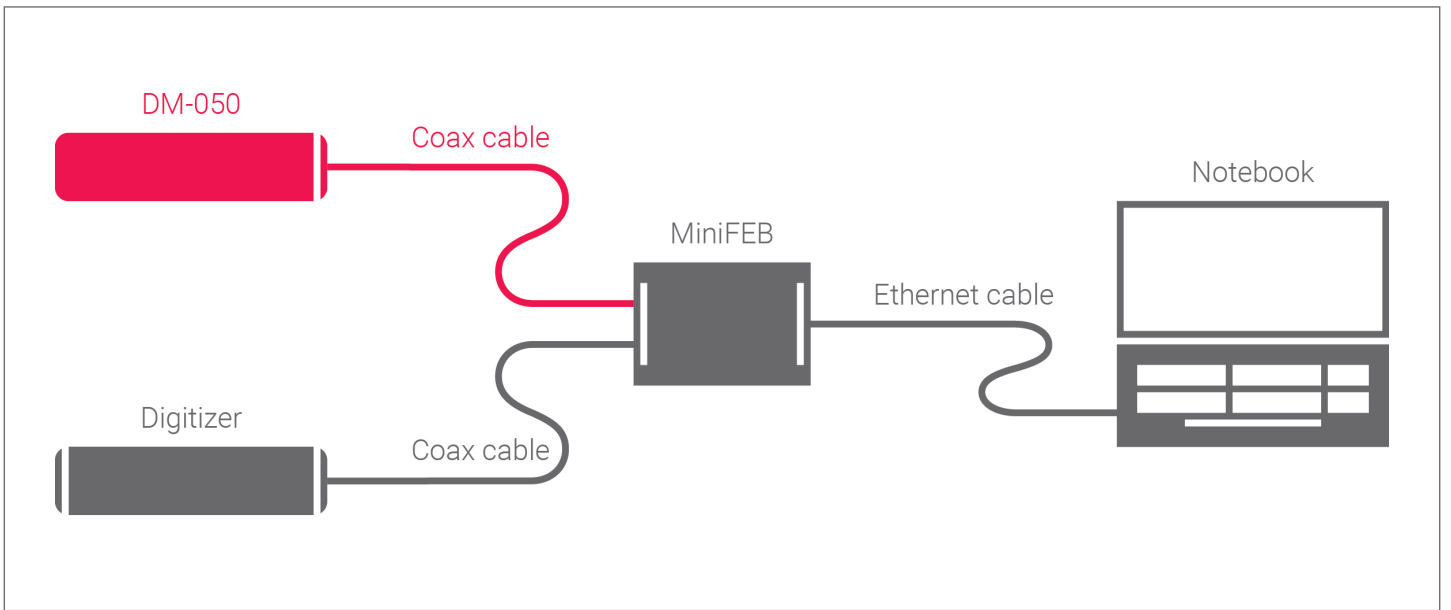 DM-050
Coax cable
Notebook
MiniFEB
Ethernet cable
Digitizer
Coax cable